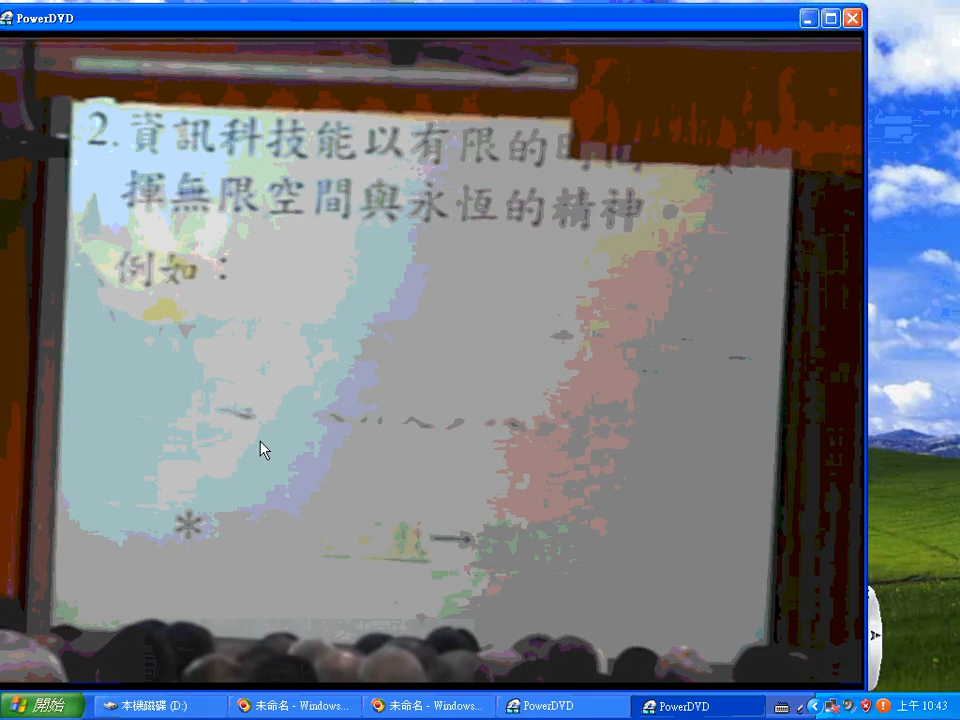 PowerDVD
2. 資訊科技能以有限的時間
揮無限空間與永恆的精神。
例如：
*
開始
本機磁碟 (D:)
未命名 - Windows...
未命名 - Windows...
PowerDVD
PowerDVD
上午 10:43